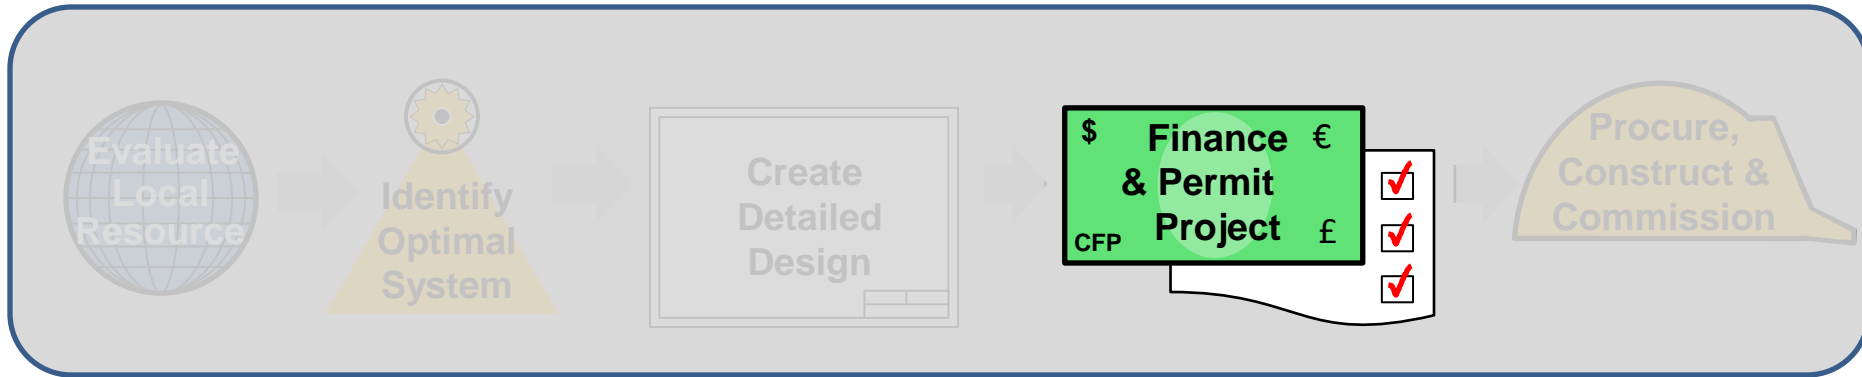 Evaluate
Local
Resource
Identify
Optimal
System
Create
Detailed
Design
$ Finance €
& Permit
CFP Project £
Procure,
Construct &
Commission